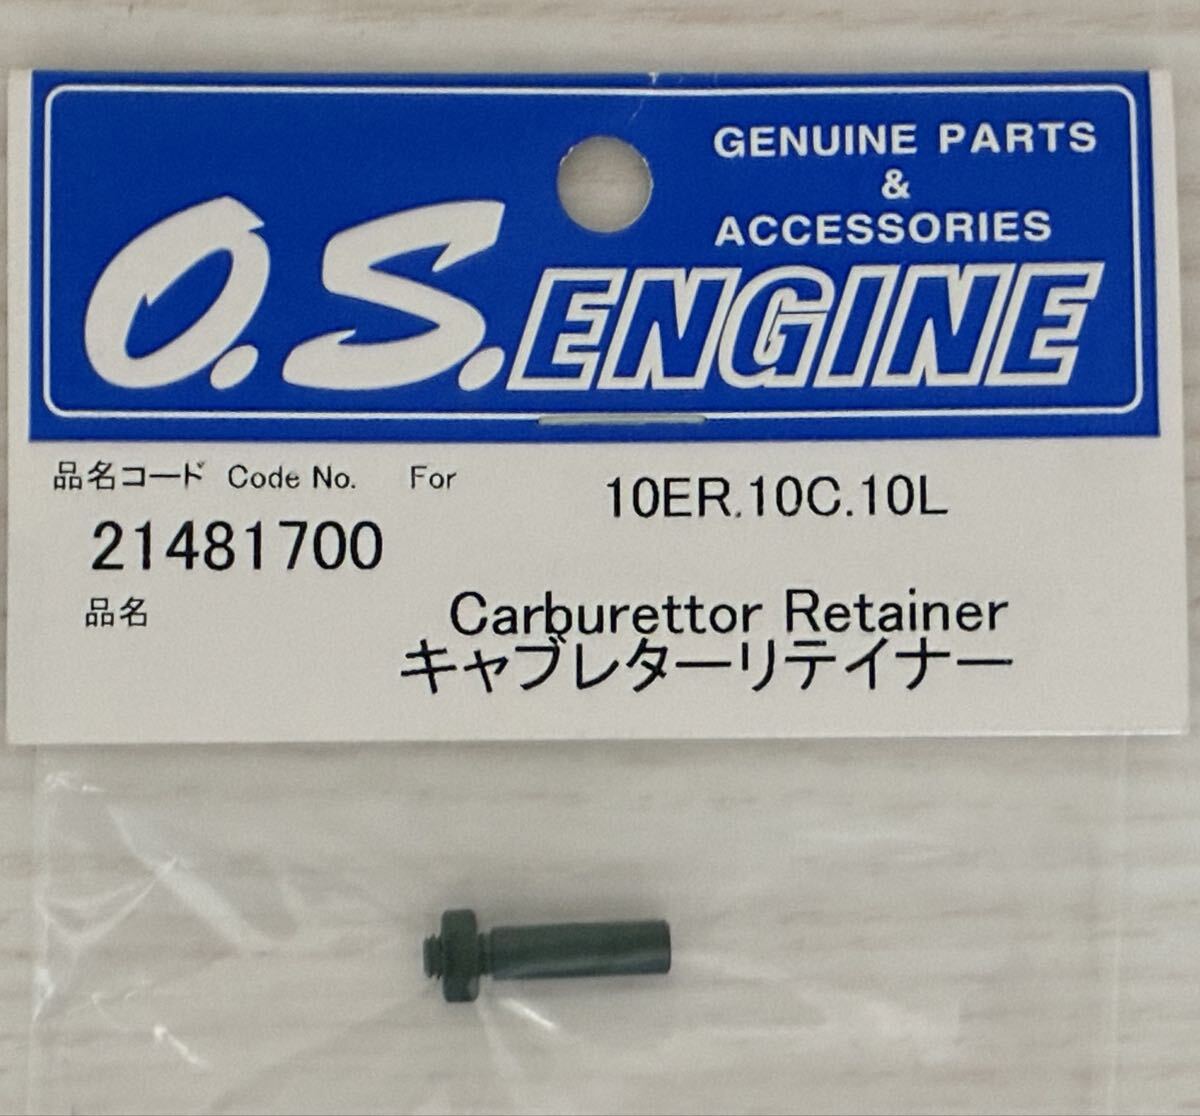 GENUINE PARTS
&
ACCESSORIES
O.S.ENGINE
品名コード Code No. For
10ER.10C.10L
21481700
品名
Carburettor Retainer
キャブレターリテイナー